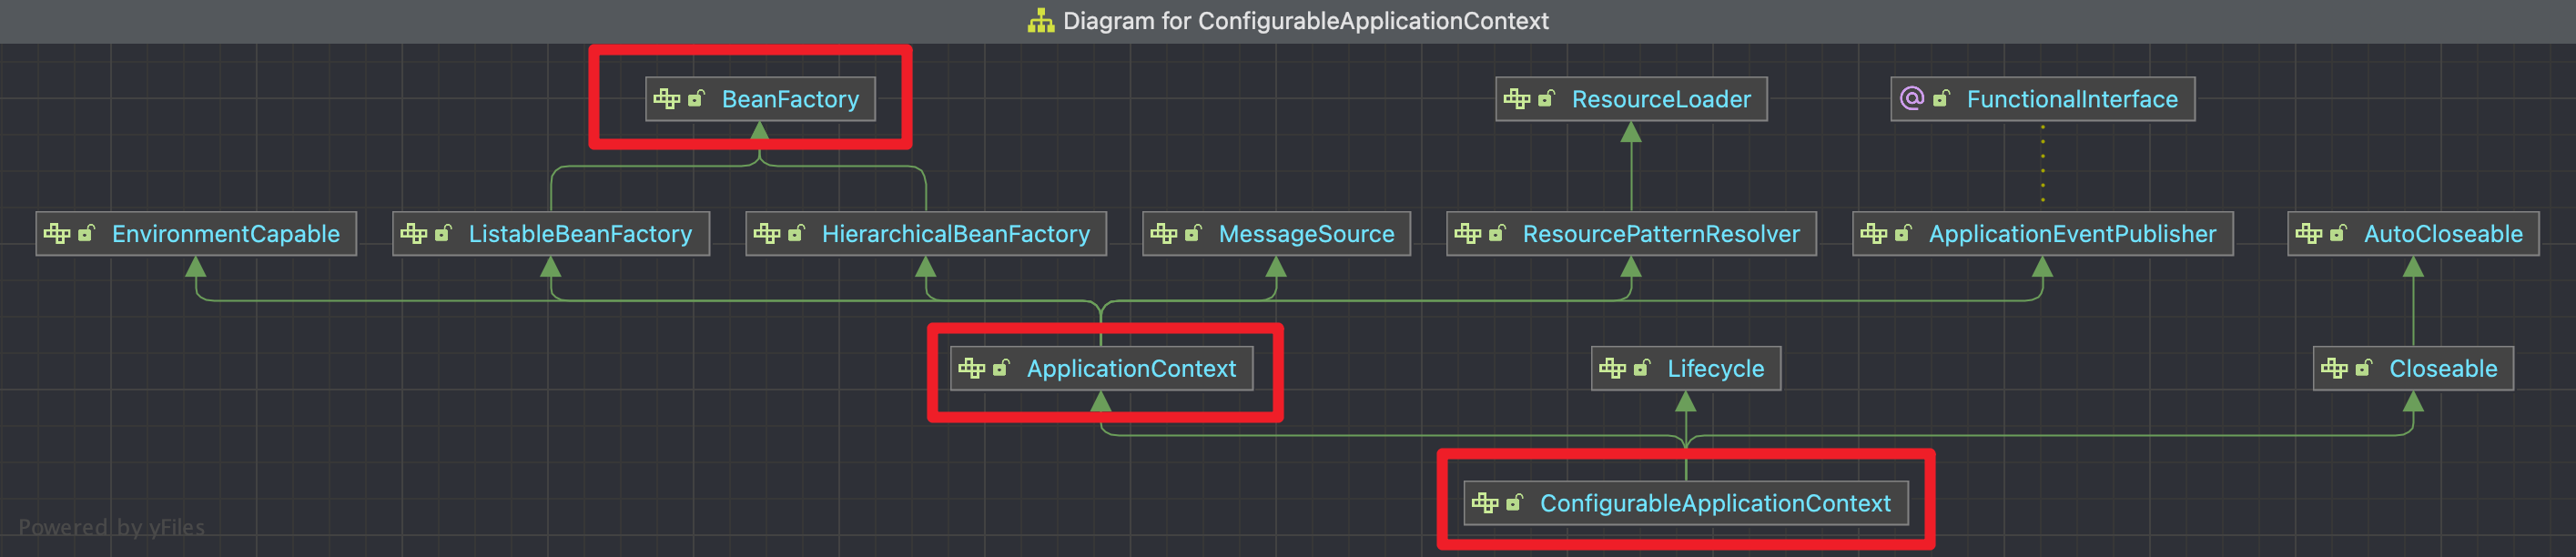 Diagram for ConfigurableApplicationContext
BeanFactory
ResourceLoader
FunctionalInterface
EnvironmentCapable
ListableBeanFactory
HierarchicalBeanFactory
MessageSource
ResourcePatternResolver
ApplicationEventPublisher
AutoCloseable
ApplicationContext
Lifecycle
Closeable
ConfigurableApplicationContext
Powered by yFiles